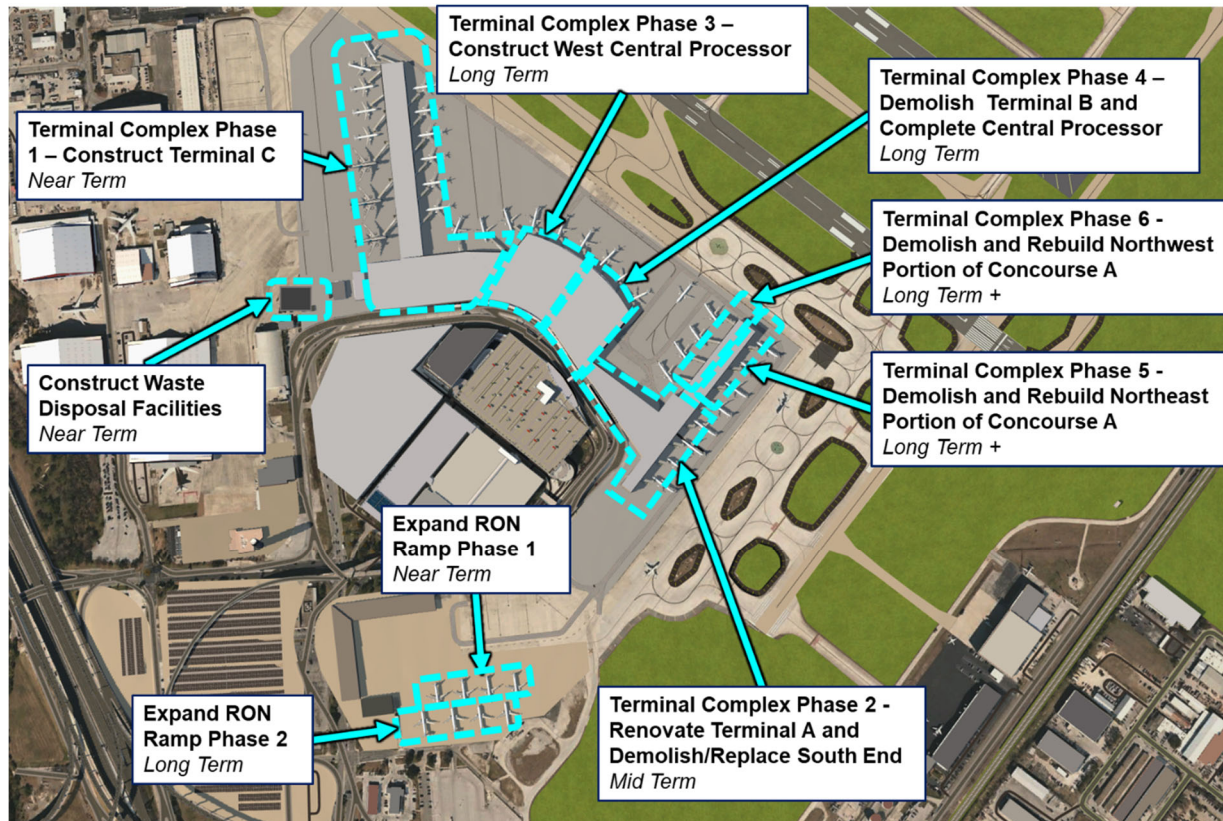 Terminal Complex Phase 3 –
Construct West Central Processor
Long Term
Terminal Complex Phase 4 –
Demolish  Terminal B and
Complete Central Processor
Long Term
Terminal Complex Phase
1 – Construct Terminal C
Near Term
Terminal Complex Phase 6 -
Demolish and Rebuild Northwest
Portion of Concourse A
Long Term +
Construct Waste
Disposal Facilities
Near Term
Terminal Complex Phase 5 -
Demolish and Rebuild Northeast
Portion of Concourse A
Long Term +
Expand RON
Ramp Phase 1
Near Term
Expand RON
Ramp Phase 2
Long Term
Terminal Complex Phase 2 -
Renovate Terminal A and
Demolish/Replace South End
Mid Term